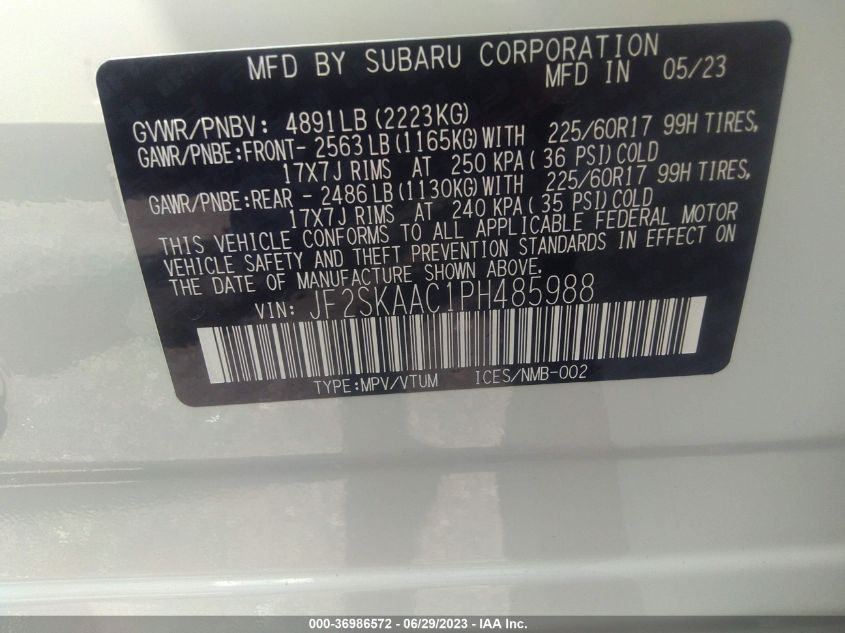 MFD BY SUBARU CORPORATION
MFD IN 05/23
GVWR/PNBV: 4891LB (2223KG)
GAWR/PNBE:FRONT- 2563LB (1165KG) WITH 225/60R17 99H TIRES,
17X7J RIMS AT 250 KPA ( 36 PSI) COLD
GAWR/PNBE:REAR - 2486LB (1130KG) WITH 225/60R17 99H TIRES,
17X7J RIMS AT 240 KPA ( 35 PSI) COLD
THIS VEHICLE CONFORMS TO ALL APPLICABLE FEDERAL MOTOR
VEHICLE SAFETY AND THEFT PREVENTION STANDARDS IN EFFECT ON
THE DATE OF MANUFACTURE SHOWN ABOVE.
VIN: JF2SKAAC1PH485988
TYPE:MPV/VTUM ICES/NMB-002
000-36986572 - 06/29/2023 - IAA Inc.